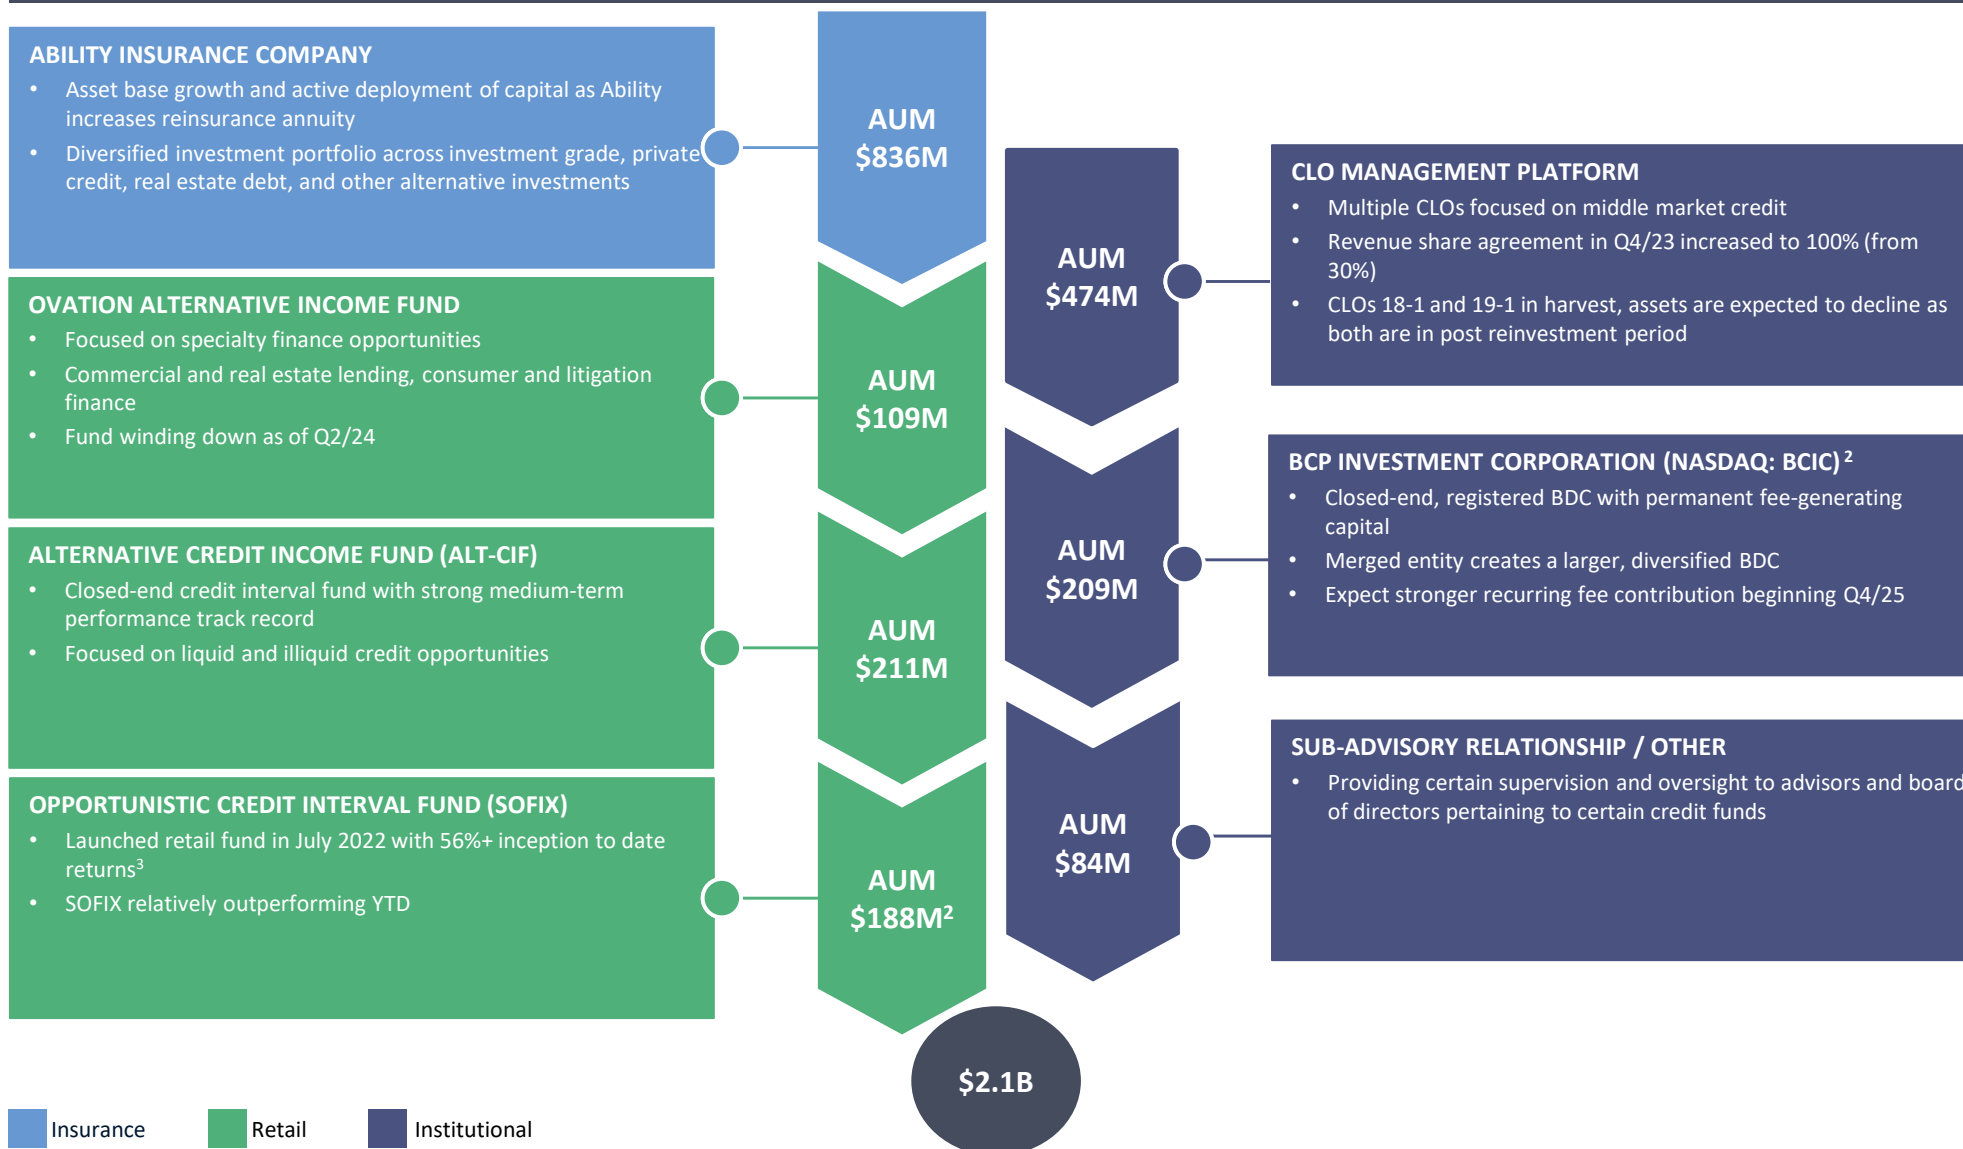 ABILITY INSURANCE COMPANY
• Asset base growth and active deployment of capital as Ability
increases reinsurance annuity
• Diversified investment portfolio across investment grade, private
credit, real estate debt, and other alternative investments
AUM
$836M
OVATION ALTERNATIVE INCOME FUND
• Focused on specialty finance opportunities
• Commercial and real estate lending, consumer and litigation
finance
• Fund winding down as of Q2/24
AUM
$109M
ALTERNATIVE CREDIT INCOME FUND (ALT-CIF)
• Closed-end credit interval fund with strong medium-term
performance track record
• Focused on liquid and illiquid credit opportunities
AUM
$211M
OPPORTUNISTIC CREDIT INTERVAL FUND (SOFIX)
• Launched retail fund in July 2022 with 56%+ inception to date
returns³
• SOFIX relatively outperforming YTD
AUM
$188M²
AUM
$474M
CLO MANAGEMENT PLATFORM
• Multiple CLOs focused on middle market credit
• Revenue share agreement in Q4/23 increased to 100% (from
30%)
• CLOs 18-1 and 19-1 in harvest, assets are expected to decline as
both are in post reinvestment period
AUM
$209M
BCP INVESTMENT CORPORATION (NASDAQ: BCIC) ²
• Closed-end, registered BDC with permanent fee-generating
capital
• Merged entity creates a larger, diversified BDC
• Expect stronger recurring fee contribution beginning Q4/25
AUM
$84M
SUB-ADVISORY RELATIONSHIP / OTHER
• Providing certain supervision and oversight to advisors and board
of directors pertaining to certain credit funds
$2.1B
Insurance
Retail
Institutional